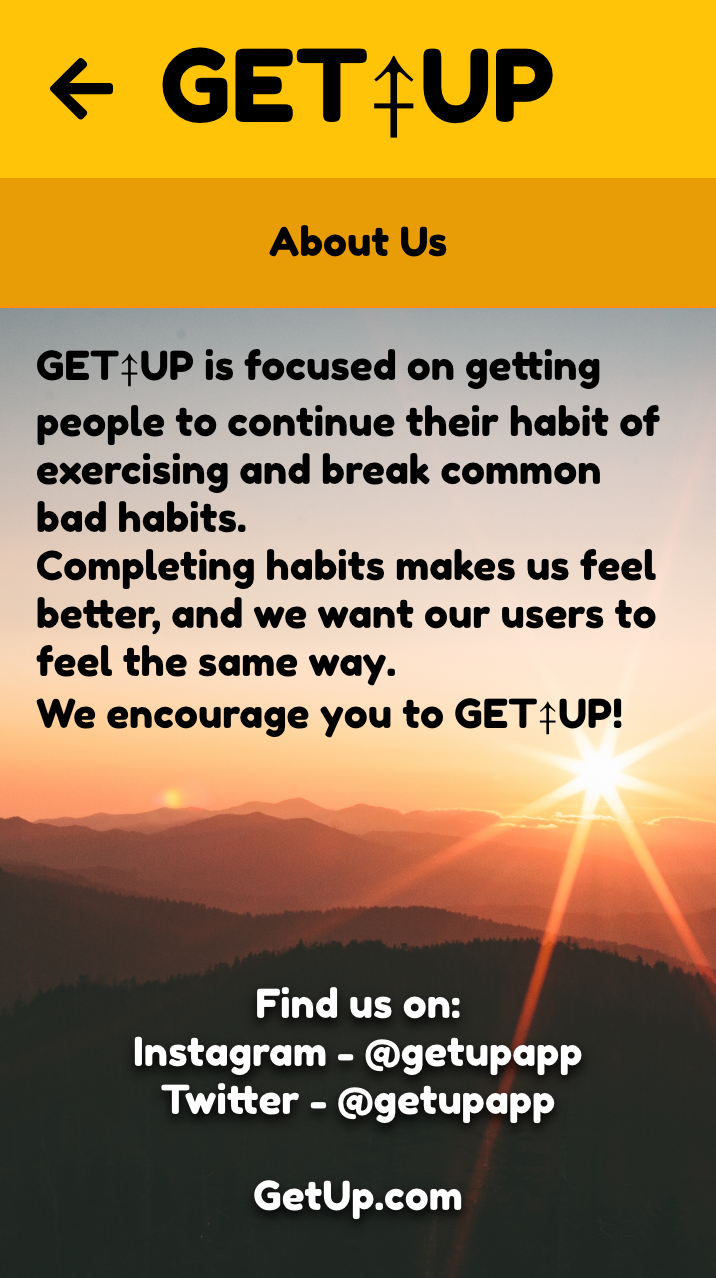 GET⤉UP
About Us
GET⤉UP is focused on getting
people to continue their habit of
exercising and break common
bad habits.
Completing habits makes us feel
better, and we want our users to
feel the same way.
We encourage you to GET⤉UP!
Find us on:
Instagram - @getupapp
Twitter - @getupapp
GetUp.com